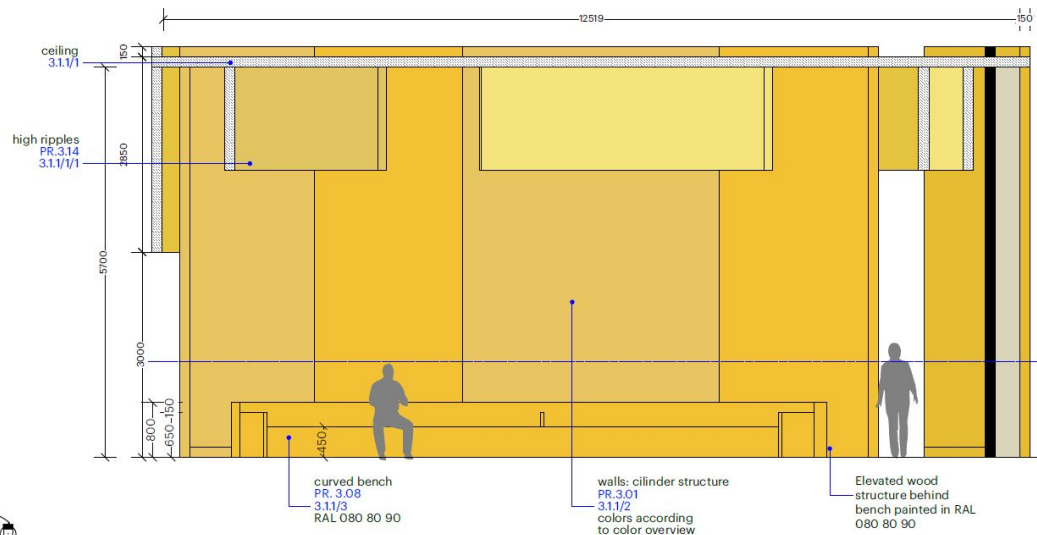 12519
150
ceiling
3.1.1/1
150
high ripples
PR.3.14
3.1.1/1/1
2850
5700
3000
800
650
150
450
curved bench
PR. 3.08
3.1.1/3
RAL 080 80 90
walls: cilinder structure
PR.3.01
3.1.1/2
colors according
to color overview
Elevated wood
structure behind
bench painted in RAL
080 80 90